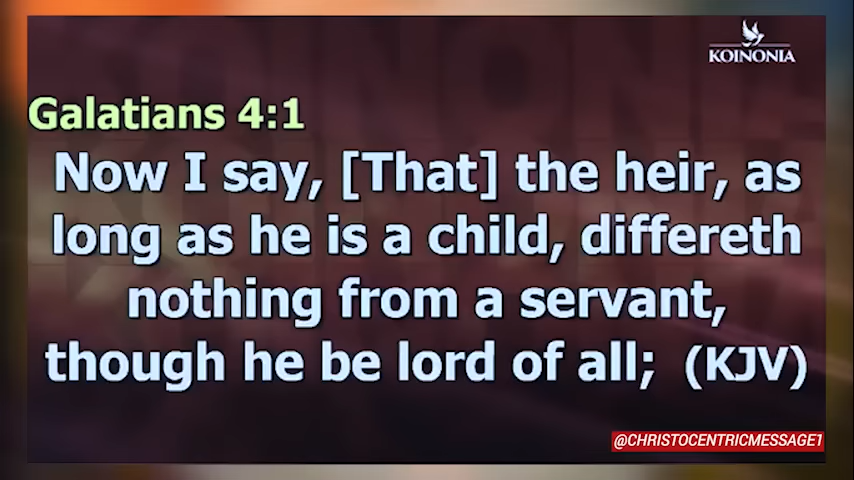 KOINONIA
Galatians 4:1
Now I say, [That] the heir, as
long as he is a child, differeth
nothing from a servant,
though he be lord of all; (KJV)
@CHRISTOCENTRICMESSAGE1